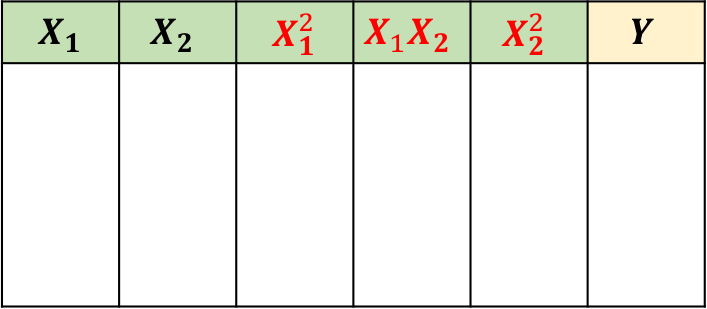 X₁ X₂ X₁² X₁X₂ X₂² Y